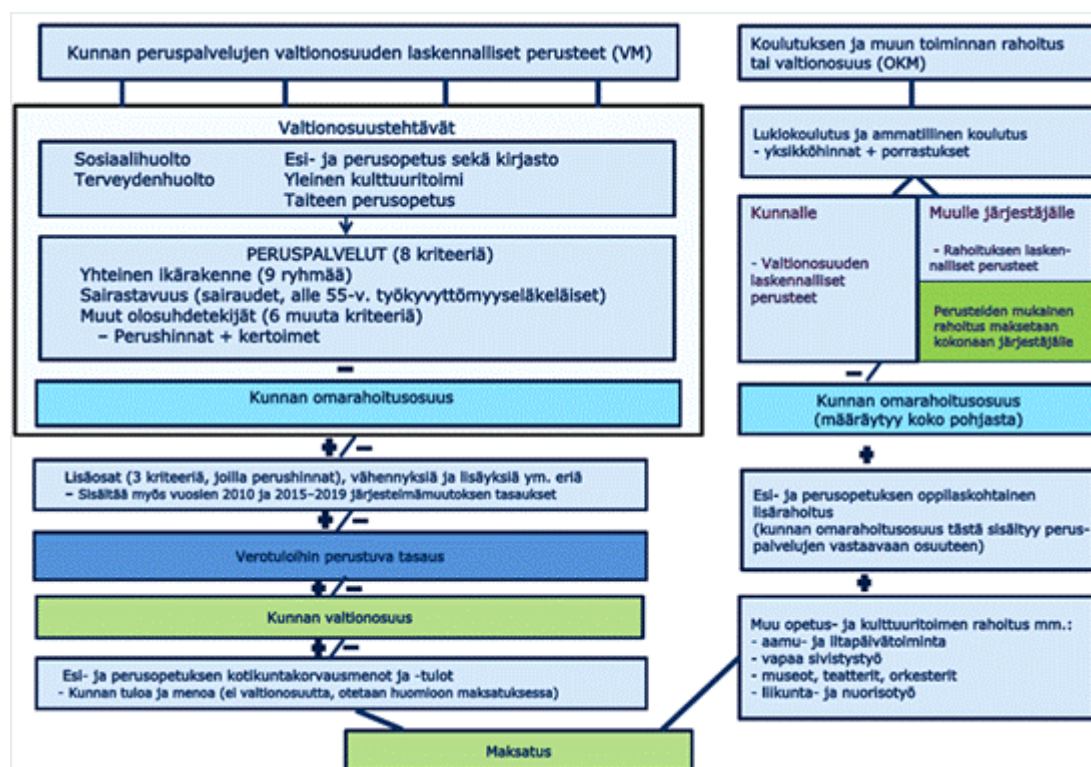 Kunnan peruspalvelujen valtionosuuden laskennalliset perusteet (VM)
Valtionosuustehtävät
Sosiaalihuolto
Terveydenhuolto
Esi- ja perusopetus sekä kirjasto
Yleinen kulttuuritoimi
Taiteen perusopetus
PERUSPALVELUT (8 kriteeriä)
Yhteinen ikärakenne (9 ryhmää)
Sairastavuus (sairaudet, alle 55-v. työkyvyttömyyseläkeläiset)
Muut olosuhdetekijät (6 muuta kriteeriä)
– Perushinnat + kertoimet
–
Kunnan omarahoitusosuus
+/–
Lisäosat (3 kriteeriä, joilla perushinnat), vähennyksiä ja lisäyksiä ym. eriä
– Sisältää myös vuosien 2010 ja 2015–2019 järjestelmämuutoksen tasaukset
+/–
Verotuloihin perustuva tasaus
+/–
Kunnan valtionosuus
+/–
Esi- ja perusopetuksen kotikuntakorvausmenot ja -tulot
- Kunnan tuloa ja menoa (ei valtionosuutta, otetaan huomioon maksatuksessa)
Koulutuksen ja muun toiminnan rahoitus
tai valtionosuus (OKM)
Lukiokoulutus ja ammatillinen koulutus
- yksikköhinnat + porrastukset
Kunnalle
- Valtionosuuden
laskennalliset
perusteet
Muulle järjestäjälle
- Rahoituksen lasken-
nalliset perusteet
Perusteiden mukainen
rahoitus maksetaan
kokonaan järjestäjälle
–/
Kunnan omarahoitusosuus
(määräytyy koko pohjasta)
+
Esi- ja perusopetuksen oppilaskohtainen
lisärahoitus
(kunnan omarahoitusosuus tästä sisältyy perus-
palvelujen vastaavaan osuuteen)
+
Muu opetus- ja kulttuuritoimen rahoitus mm.:
- aamu- ja iltapäivätoiminta
- vapaa sivistystyö
- museot, teatterit, orkesterit
- liikunta- ja nuorisotyö
Maksatus